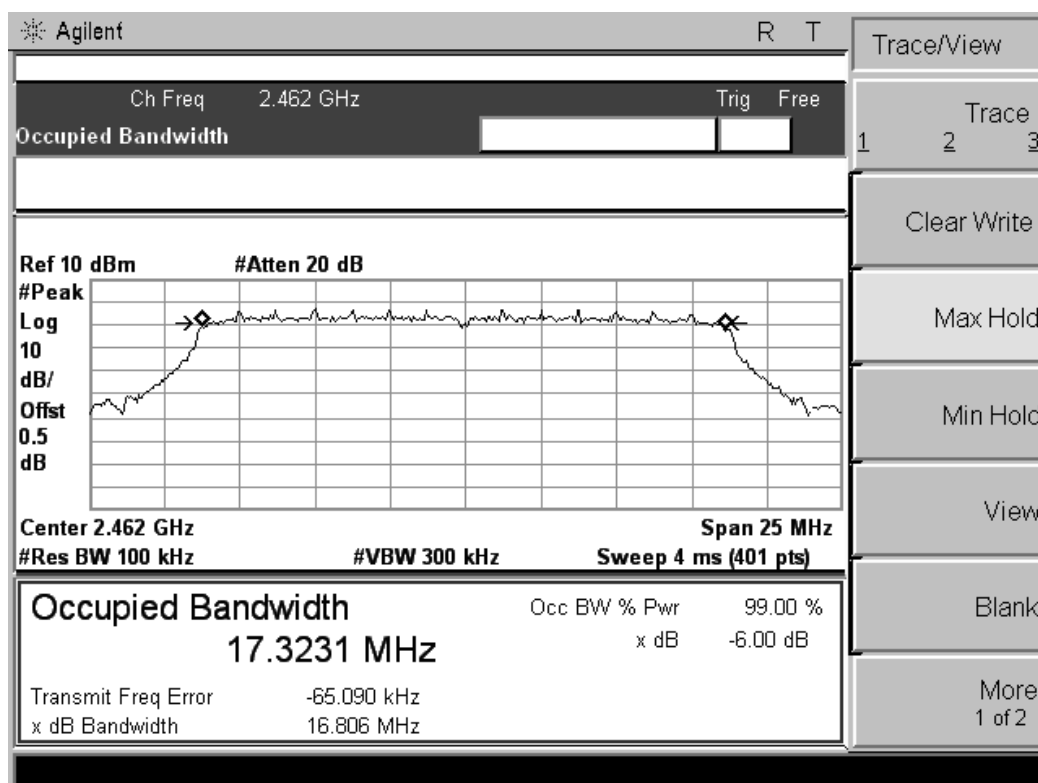 Agilent R T
Trace/View
Ch Freq 2.462 GHz Trig Free
Occupied Bandwidth
Trace
1 2 3
Clear Write
Ref 10 dBm #Atten 20 dB
#Peak
Log
10
dB/
Offst
0.5
dB
Max Hold
Min Hold
Center 2.462 GHz Span 25 MHz
#Res BW 100 kHz #VBW 300 kHz Sweep 4 ms (401 pts)
View
Occupied Bandwidth
17.3231 MHz
Occ BW % Pwr 99.00 %
x dB -6.00 dB
Transmit Freq Error -65.090 kHz
x dB Bandwidth 16.806 MHz
Blank
More
1 of 2